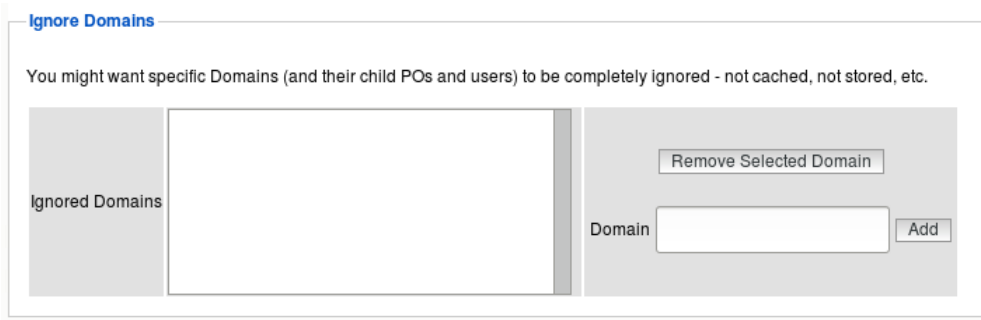 Ignore Domains
You might want specific Domains (and their child POs and users) to be completely ignored - not cached, not stored, etc.
Remove Selected Domain
Ignored Domains
Domain
Add